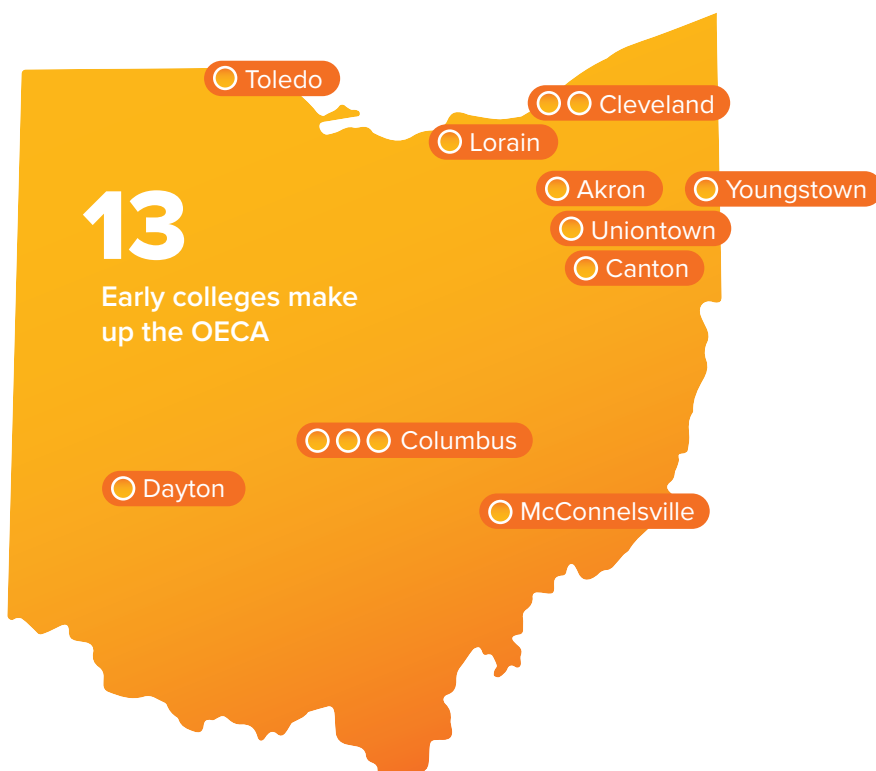 Toledo
Cleveland
Lorain
Akron
Youngstown
13
Uniontown
Canton
Early colleges make
up the OECA
Columbus
Dayton
McConnelsville